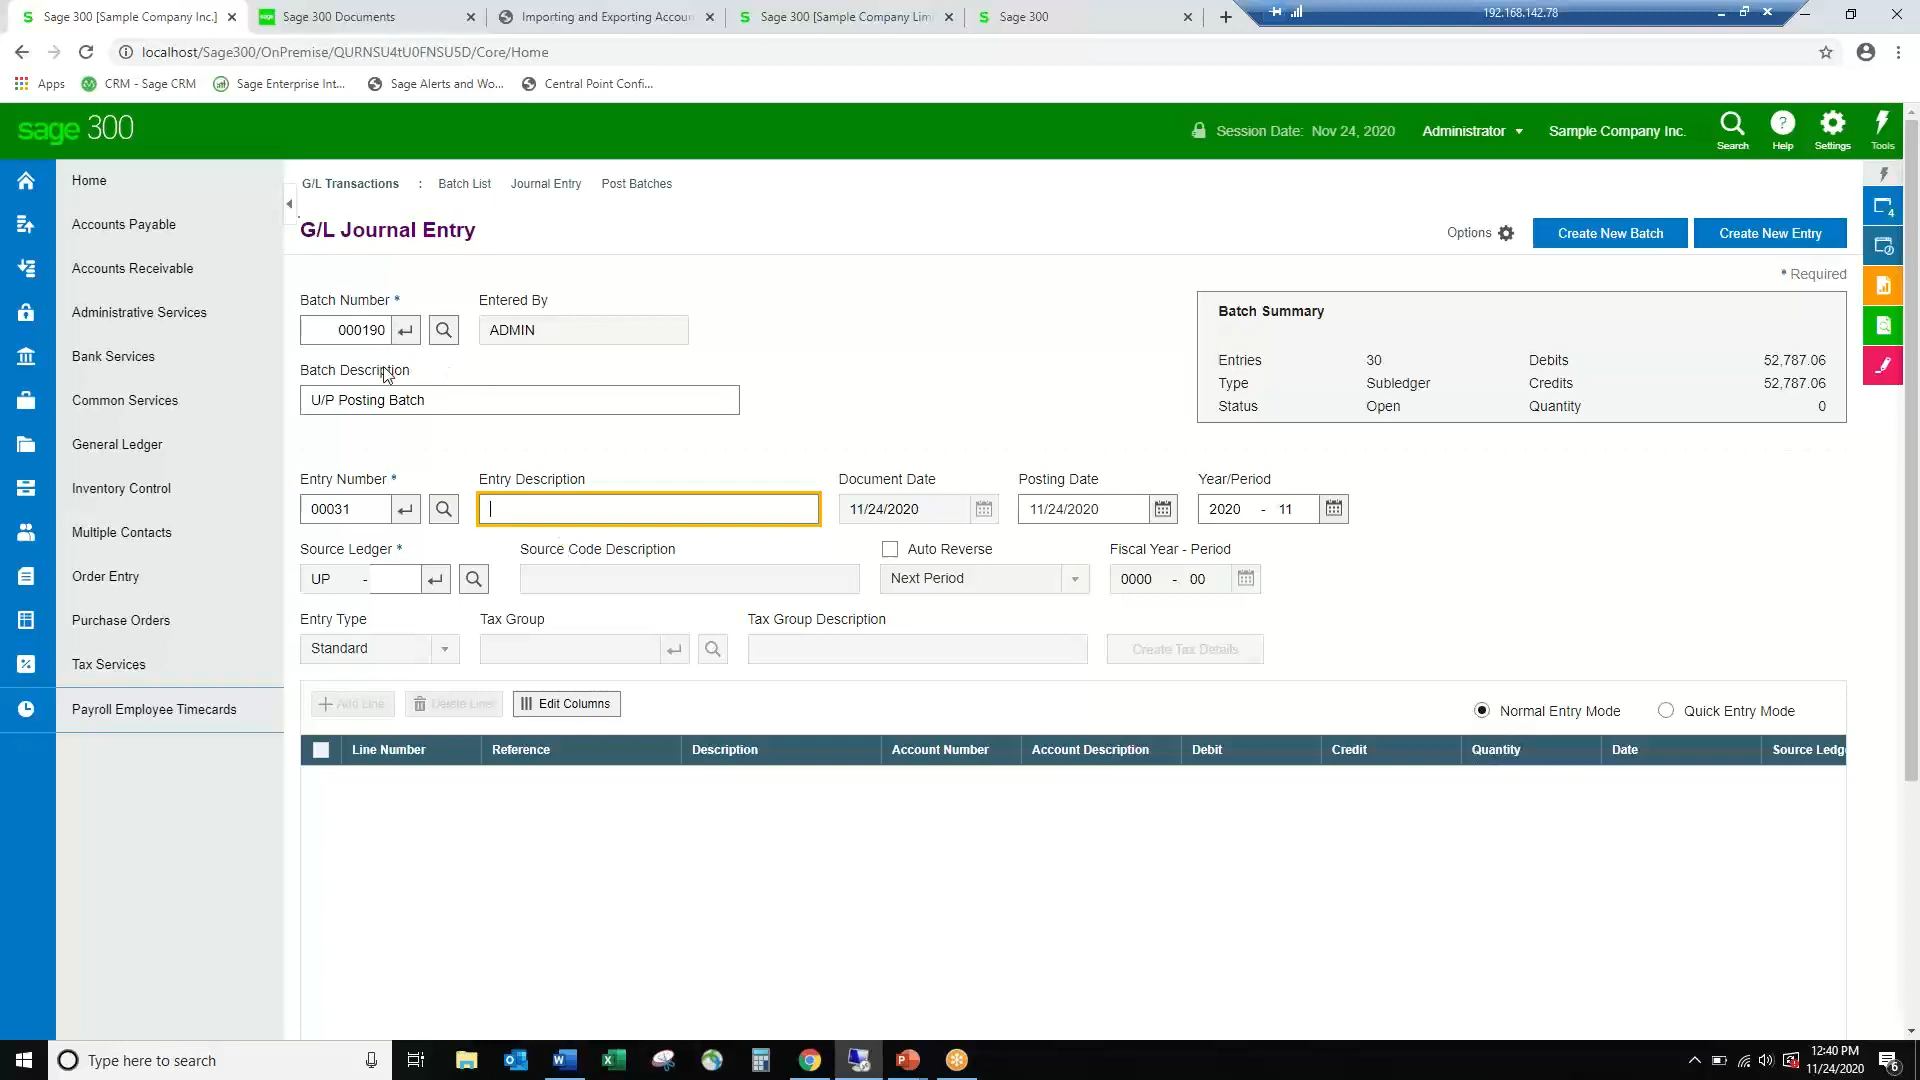 Sage 300 [Sample Company Inc.]
Sage 300 Documents
Importing and Exporting Accoun
Sage 300 [Sample Company Lim
Sage 300
192.168.142.78
localhost/Sage300/OnPremise/QURNSU4tU0FNSU5D/Core/Home
Apps
CRM - Sage CRM
Sage Enterprise Int...
Sage Alerts and Wo...
Central Point Confi...
sage 300
Session Date: Nov 24, 2020
Administrator
Sample Company Inc.
Search
Help
Settings
Tools
Home
Accounts Payable
Accounts Receivable
Administrative Services
Bank Services
Common Services
General Ledger
Inventory Control
Multiple Contacts
Order Entry
Purchase Orders
Tax Services
Payroll Employee Timecards
G/L Transactions : Batch List Journal Entry Post Batches
G/L Journal Entry
Options
Create New Batch
Create New Entry
* Required
Batch Number *
Entered By
000190
ADMIN
Batch Description
U/P Posting Batch
Batch Summary
Entries 30 Debits 52,787.06
Type Subledger Credits 52,787.06
Status Open Quantity 0
Entry Number * Entry Description Document Date Posting Date Year/Period
00031 11/24/2020 11/24/2020 2020 - 11
Source Ledger * Source Code Description Auto Reverse Fiscal Year - Period
UP - Next Period 0000 - 00
Entry Type Tax Group Tax Group Description
Standard Create Tax Details
Add Line Delete Line Edit Columns
Normal Entry Mode Quick Entry Mode
Line Number Reference Description Account Number Account Description Debit Credit Quantity Date Source Ledg
4
Type here to search
12:40 PM
11/24/2020
6